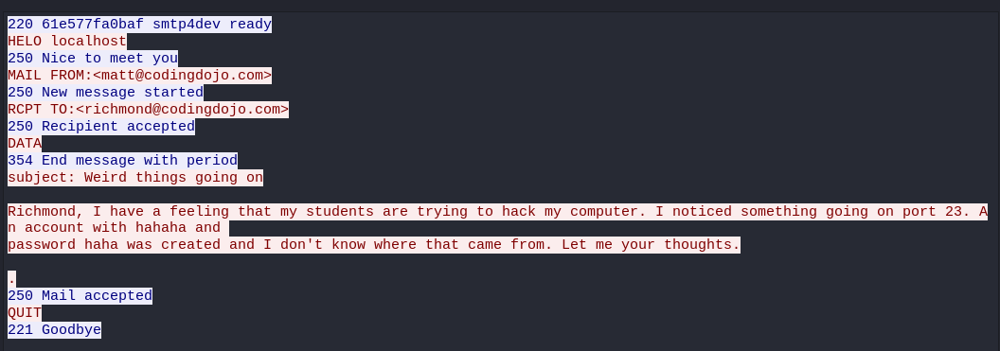 220 61e577fa0baf smtp4dev ready
HELO localhost
250 Nice to meet you
MAIL FROM:<matt@codingdojo.com>
250 New message started
RCPT TO:<richmond@codingdojo.com>
250 Recipient accepted
DATA
354 End message with period
subject: Weird things going on
Richmond, I have a feeling that my students are trying to hack my computer. I noticed something going on port 23. A
n account with hahaha and
password haha was created and I don't know where that came from. Let me your thoughts.
.
250 Mail accepted
QUIT
221 Goodbye